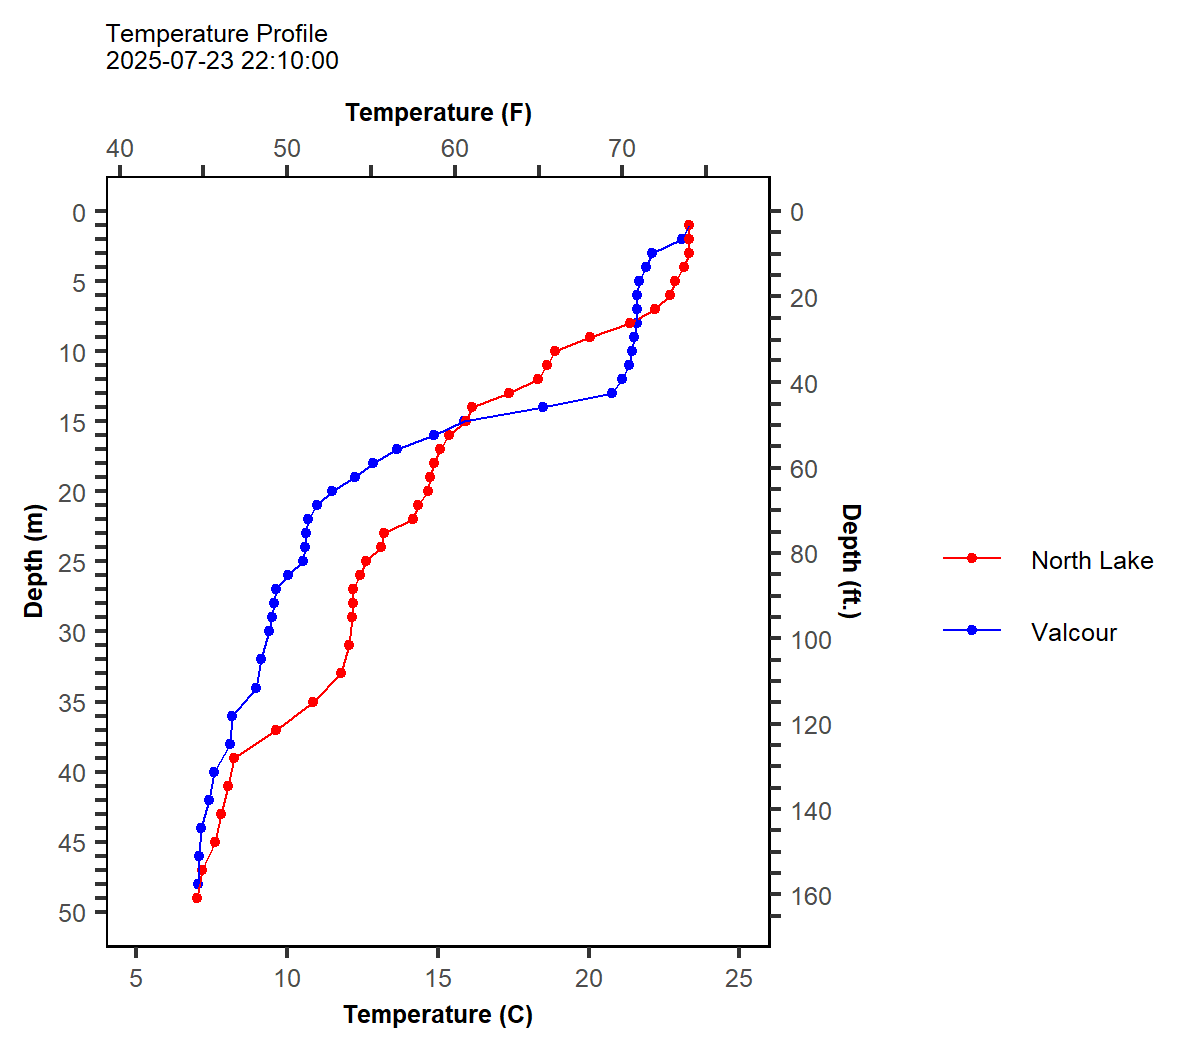 Temperature Profile
2025-07-23 22:10:00
Temperature (F)
40 50 60 70
0
5
10
15
20
25
30
35
40
45
50
Depth (m)
0
20
40
60
80
100
120
140
160
Depth (ft.)
North Lake
Valcour
5 10 15 20 25
Temperature (C)